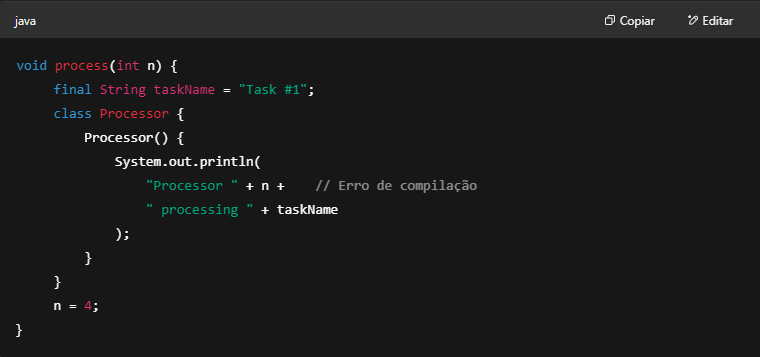 java Copiar Editar
void process(int n) {
    final String taskName = "Task #1";
    class Processor {
        Processor() {
            System.out.println(
                "Processor " + n +    // Erro de compilação
                " processing " + taskName
            );
        }
    }
    n = 4;
}